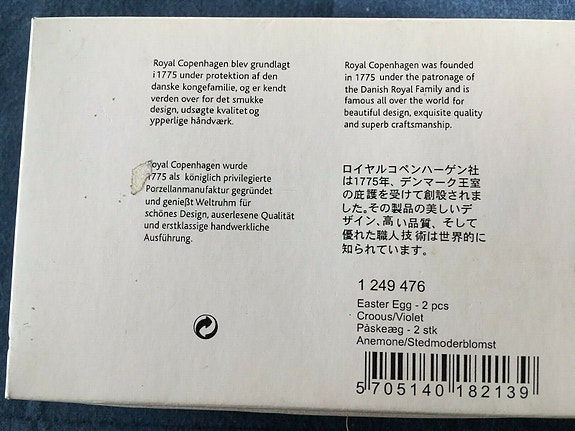 Royal Copenhagen blev grundlagt
i 1775 under protektion af den
danske kongefamilie, og er kendt
verden over for det smukke
design, udsøgte kvalitet og
ypperlige håndværk.
Royal Copenhagen was founded
in 1775 under the patronage of
the Danish Royal Family and is
famous all over the world for
beautiful design, exquisite quality
and superb craftsmanship.
Royal Copenhagen wurde
1775 als königlich privilegierte
Porzellanmanufaktur gegründet
und genießt Weltruhm für
schönes Design, auserlesene Qualität
und erstklassige handwerkliche
Ausführung.
ロイヤルコペンハーゲン社
は1775年、デンマーク王室
の庇護を受けて創設されま
した。その製品の美しいデ
ザイン、高い品質、そして
優れた職人技術は世界的に
知られています。
1 249 476
Easter Egg - 2 pcs
Croous/Violet
Påskeæg - 2 stk
Anemone/Stedmoderblomst
5 705140 182139